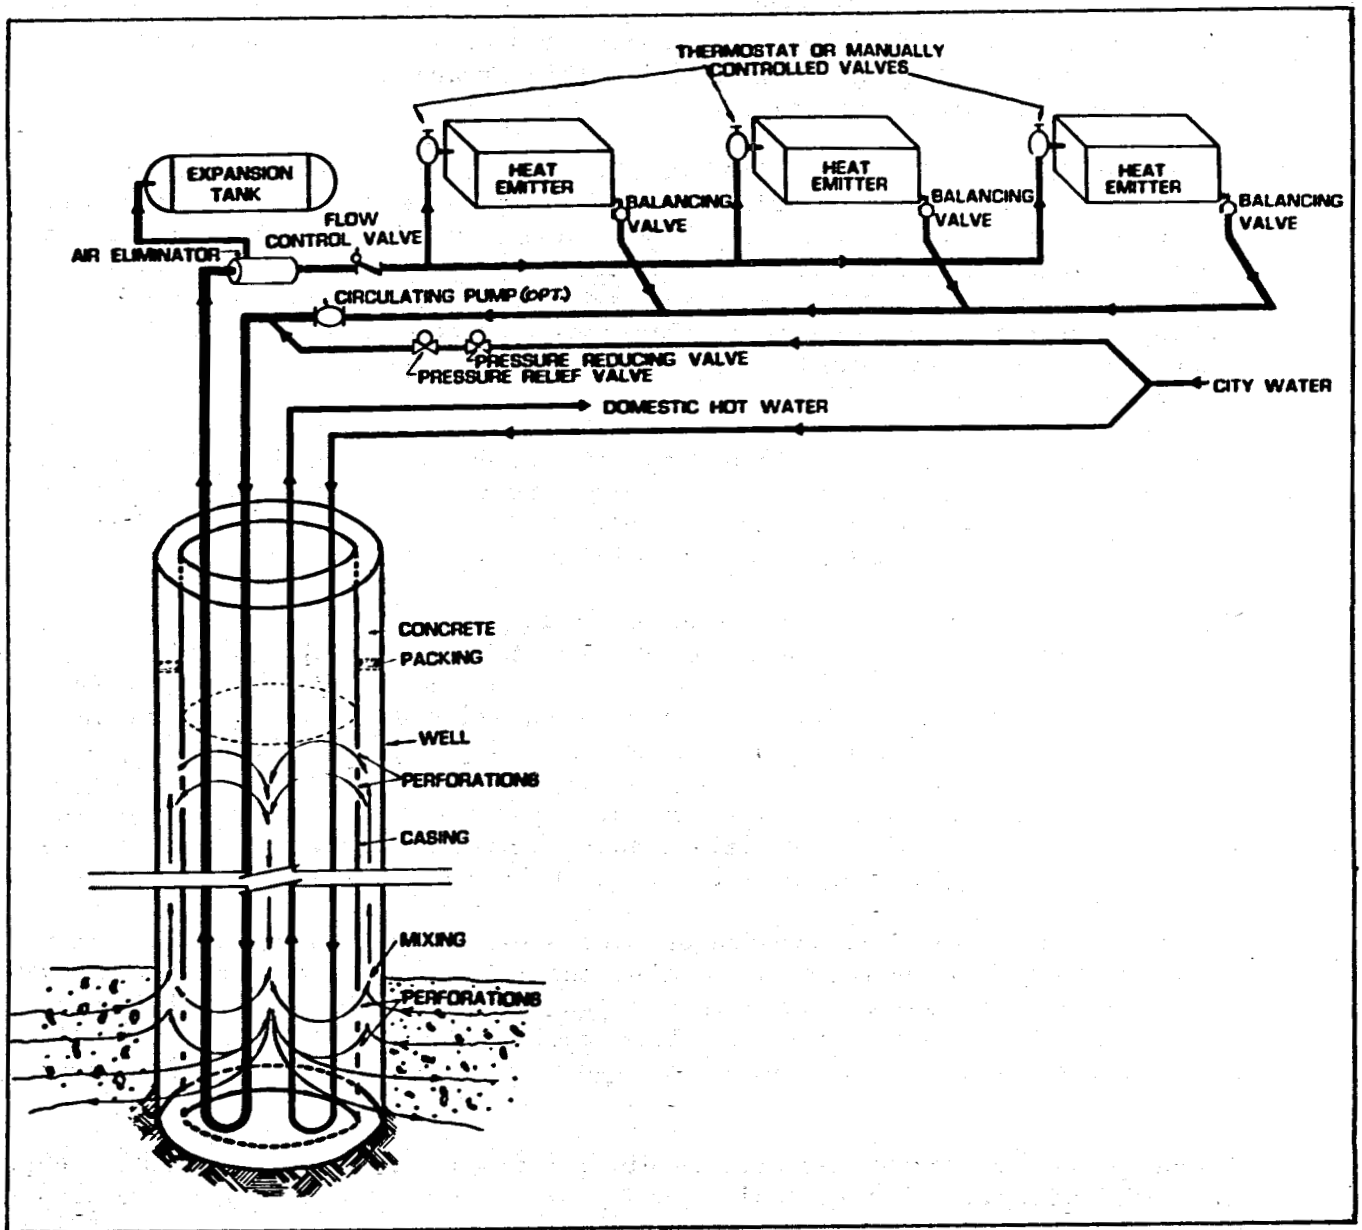 THERMOSTAT OR MANUALLY
CONTROLLED VALVES
EXPANSION
TANK
HEAT
EMITTER
HEAT
EMITTER
HEAT
EMITTER
BALANCING
VALVE
BALANCING
VALVE
BALANCING
VALVE
FLOW
CONTROL VALVE
AIR ELIMINATOR
CIRCULATING PUMP (OPT.)
PRESSURE REDUCING VALVE
PRESSURE RELIEF VALVE
CITY WATER
DOMESTIC HOT WATER
CONCRETE
PACKING
WELL
PERFORATIONS
CASING
MIXING
PERFORATIONS